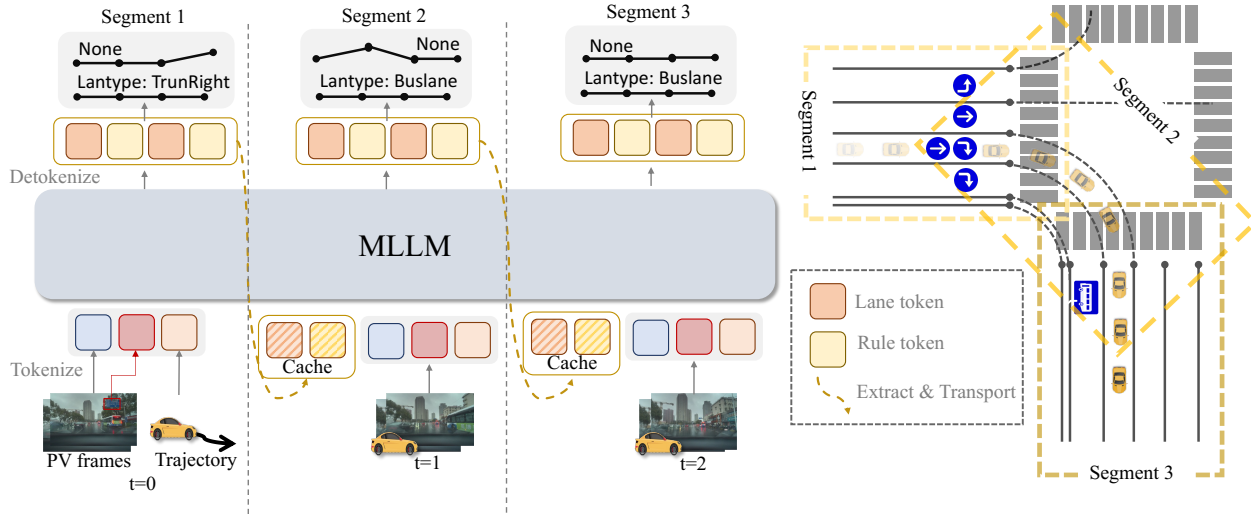 Segment 1
Segment 2
Segment 3
None
Lantype: TrunRight
None
Lantype: Buslane
None
Lantype: Buslane
Detokenize
MLLM
Tokenize
Cache
Cache
PV frames
Trajectory
t=0
t=1
t=2
Lane token
Rule token
Extract & Transport
Segment 1
Segment 2
Segment 3